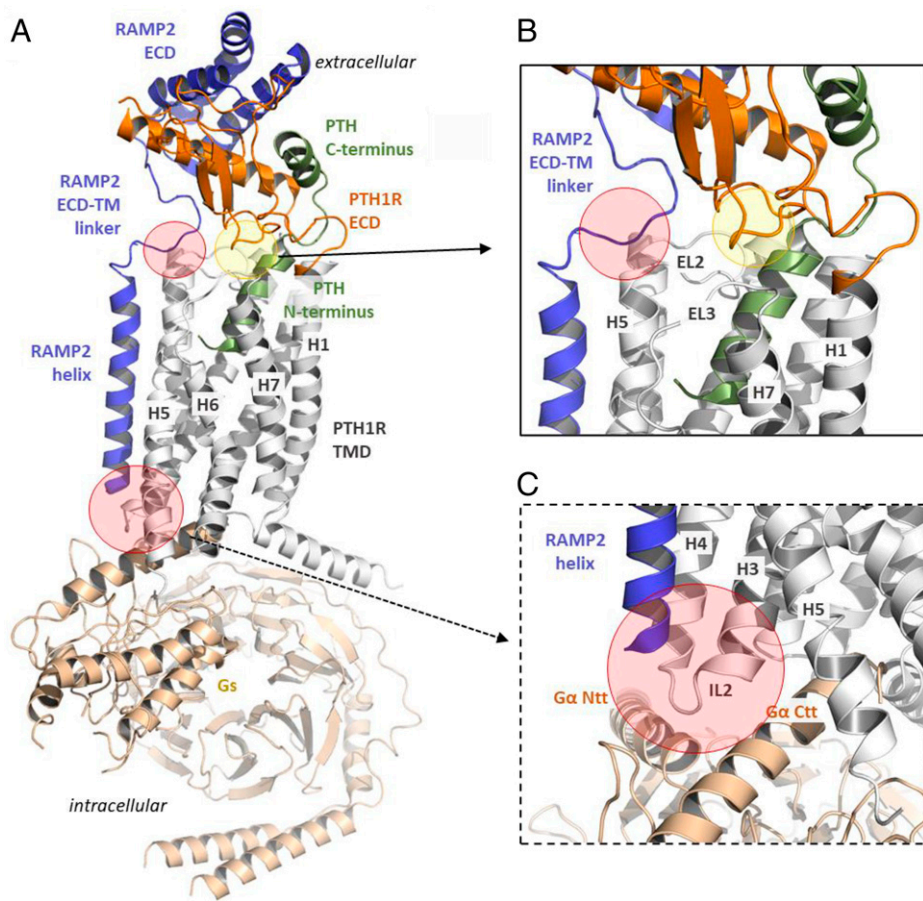 A
RAMP2
ECD
extracellular
PTH
C-terminus
RAMP2
ECD-TM
linker
PTH1R
ECD
PTH
N-terminus
H1
RAMP2
helix
H7
H6
H5
PTH1R
TMD
Gs
intracellular
B
RAMP2
ECD-TM
linker
EL2
EL3
H5
H1
H7
C
RAMP2
helix
H4
H3
H5
IL2
Gα Ntt
Gα Ctt